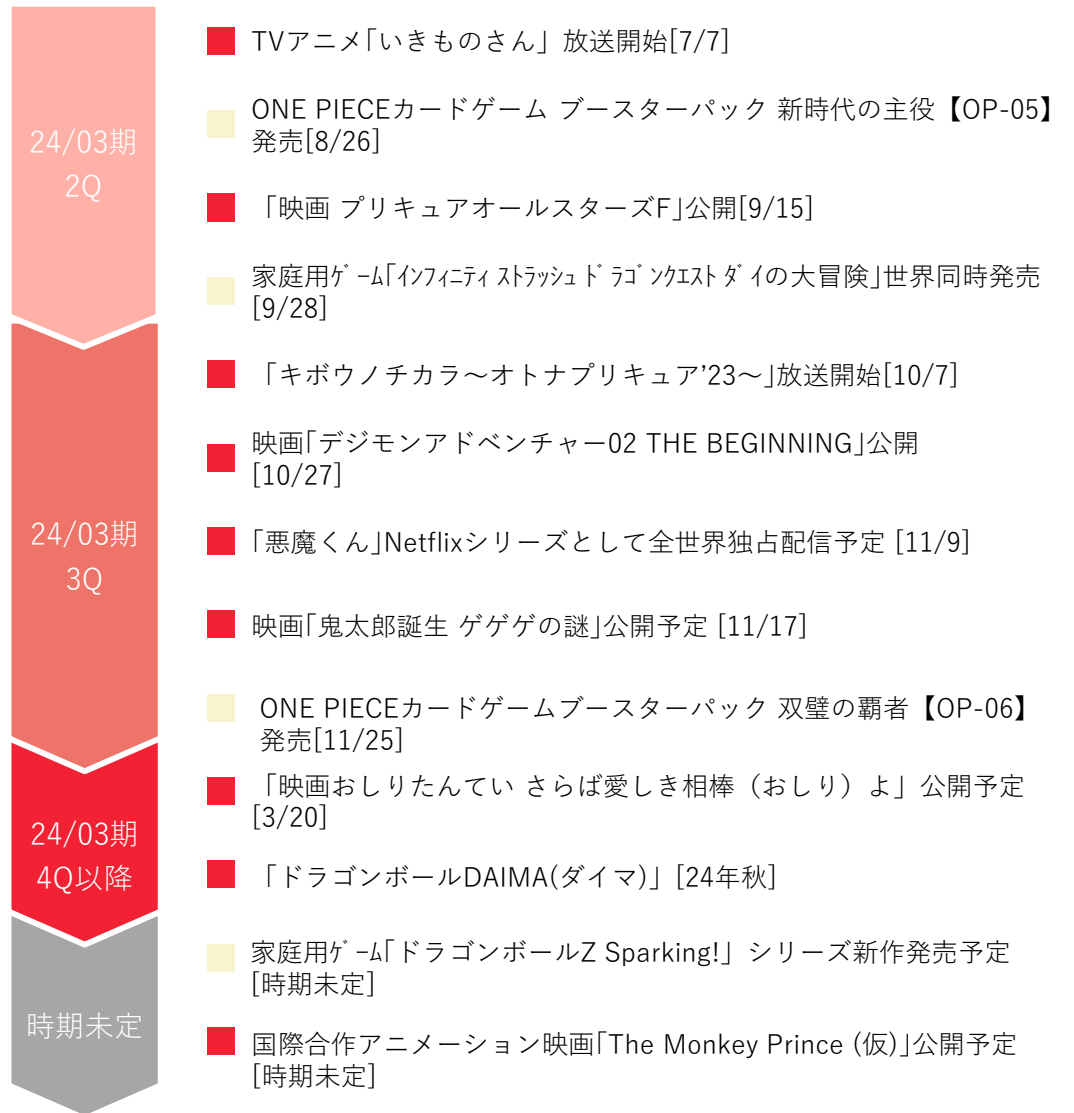 24/03期
2Q
TVアニメ｢いきものさん」放送開始[7/7]
ONE PIECEカードゲーム ブースターパック 新時代の主役【OP-05】
発売[8/26]
「映画 プリキュアオールスターズF｣公開[9/15]
家庭用ｹﾞｰﾑ｢ｲﾝﾌｨﾆﾃｨ ｽﾄﾗｯｼｭ ﾄﾞﾗｺﾞﾝｸｴｽﾄ ﾀﾞｲの大冒険｣世界同時発売
[9/28]
24/03期
3Q
「キボウノチカラ～オトナプリキュア’23～｣放送開始[10/7]
映画｢デジモンアドベンチャー02 THE BEGINNING｣公開
[10/27]
｢悪魔くん｣Netflixシリーズとして全世界独占配信予定 [11/9]
映画｢鬼太郎誕生 ゲゲゲの謎｣公開予定 [11/17]
ONE PIECEカードゲームブースターパック 双璧の覇者【OP-06】
発売[11/25]
24/03期
4Q以降
「映画おしりたんてい さらば愛しき相棒（おしり）よ」公開予定
[3/20]
「ドラゴンボールDAIMA(ダイマ)」[24年秋]
時期未定
家庭用ｹﾞｰﾑ｢ドラゴンボールZ Sparking!」シリーズ新作発売予定
[時期未定]
国際合作アニメーション映画｢The Monkey Prince (仮)｣公開予定
[時期未定]